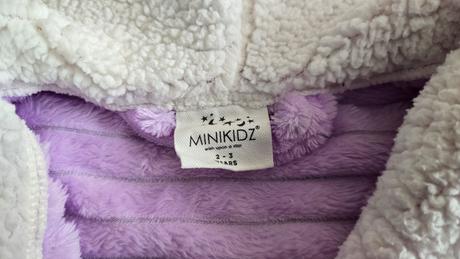 MINIKIDZ®
wish upon a star
2 - 3
YEARS